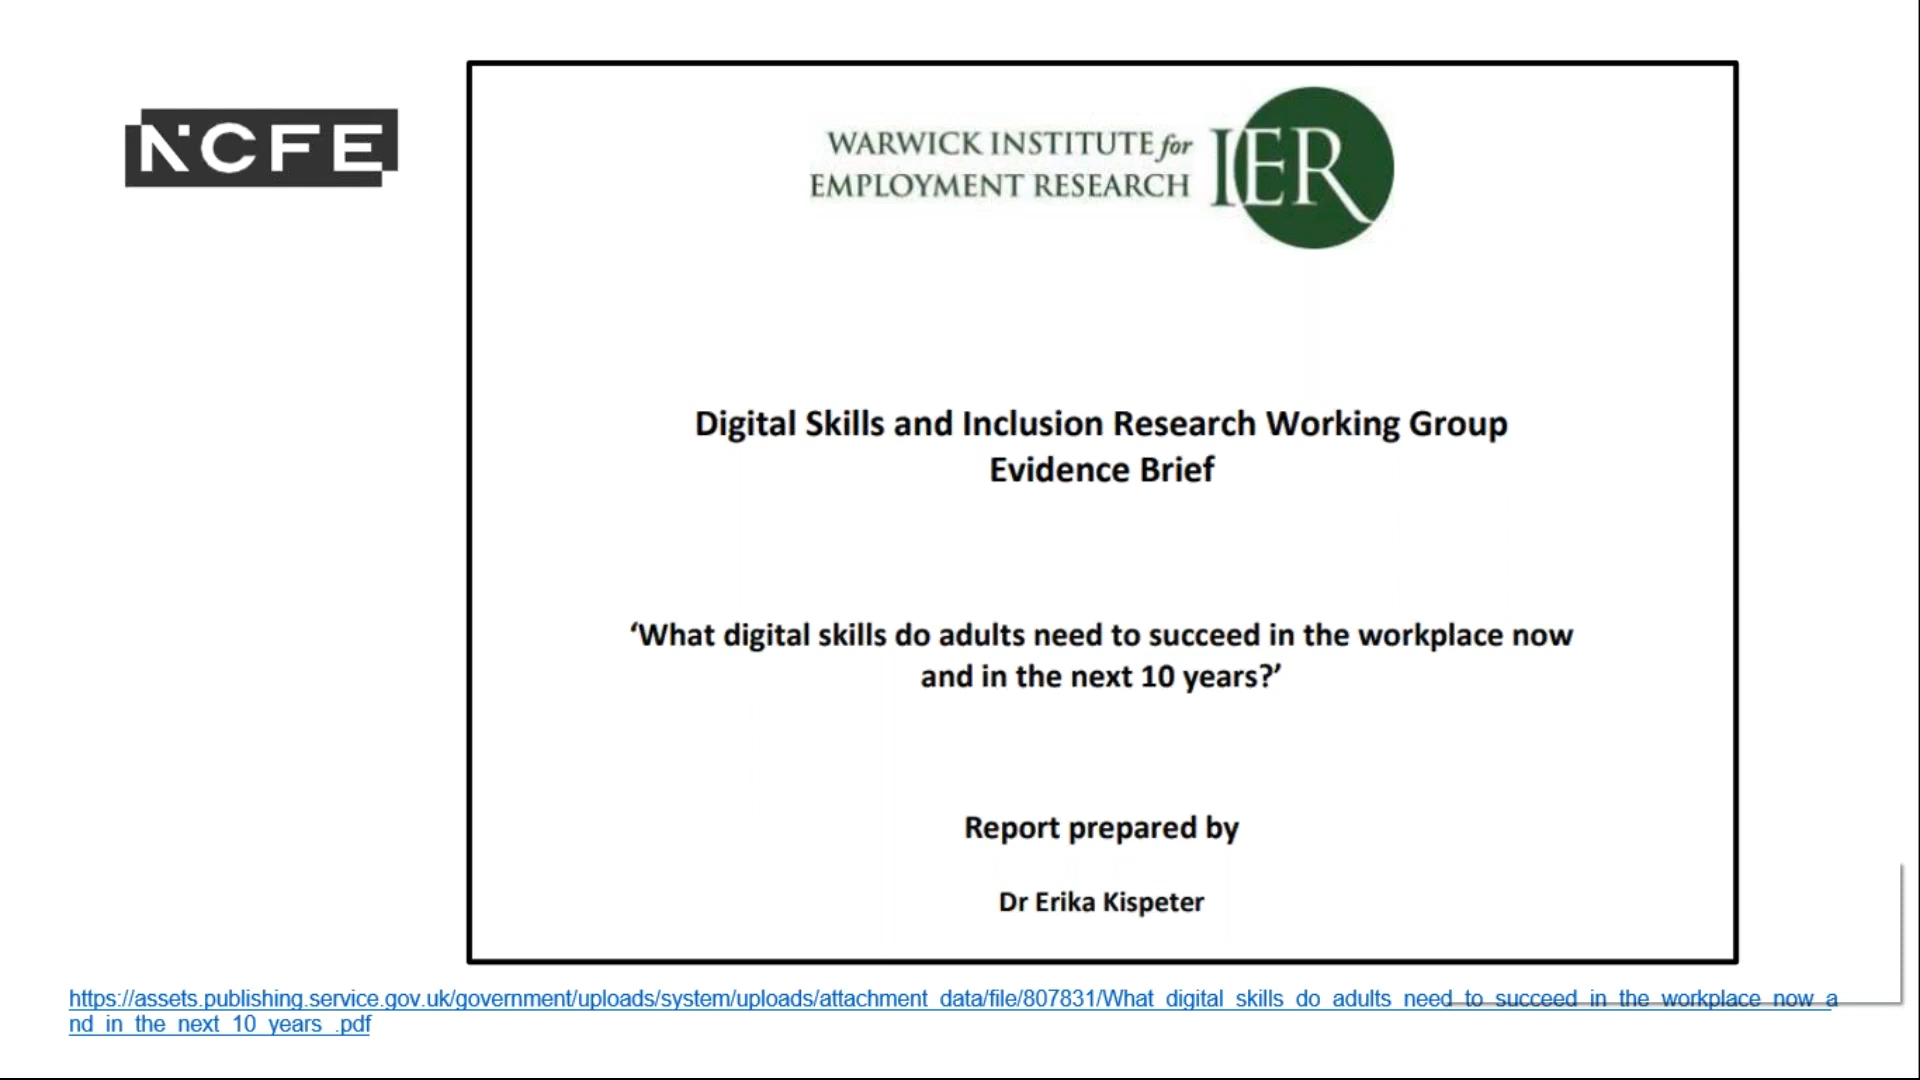 NCFE
WARWICK INSTITUTE for
EMPLOYMENT RESEARCH
IER
Digital Skills and Inclusion Research Working Group
Evidence Brief
‘What digital skills do adults need to succeed in the workplace now
and in the next 10 years?’
Report prepared by
Dr Erika Kispeter
https://assets.publishing.service.gov.uk/government/uploads/system/uploads/attachment_data/file/807831/What_digital_skills_do_adults_need_to_succeed_in_the_workplace_now_a
nd_in_the_next_10_years_.pdf